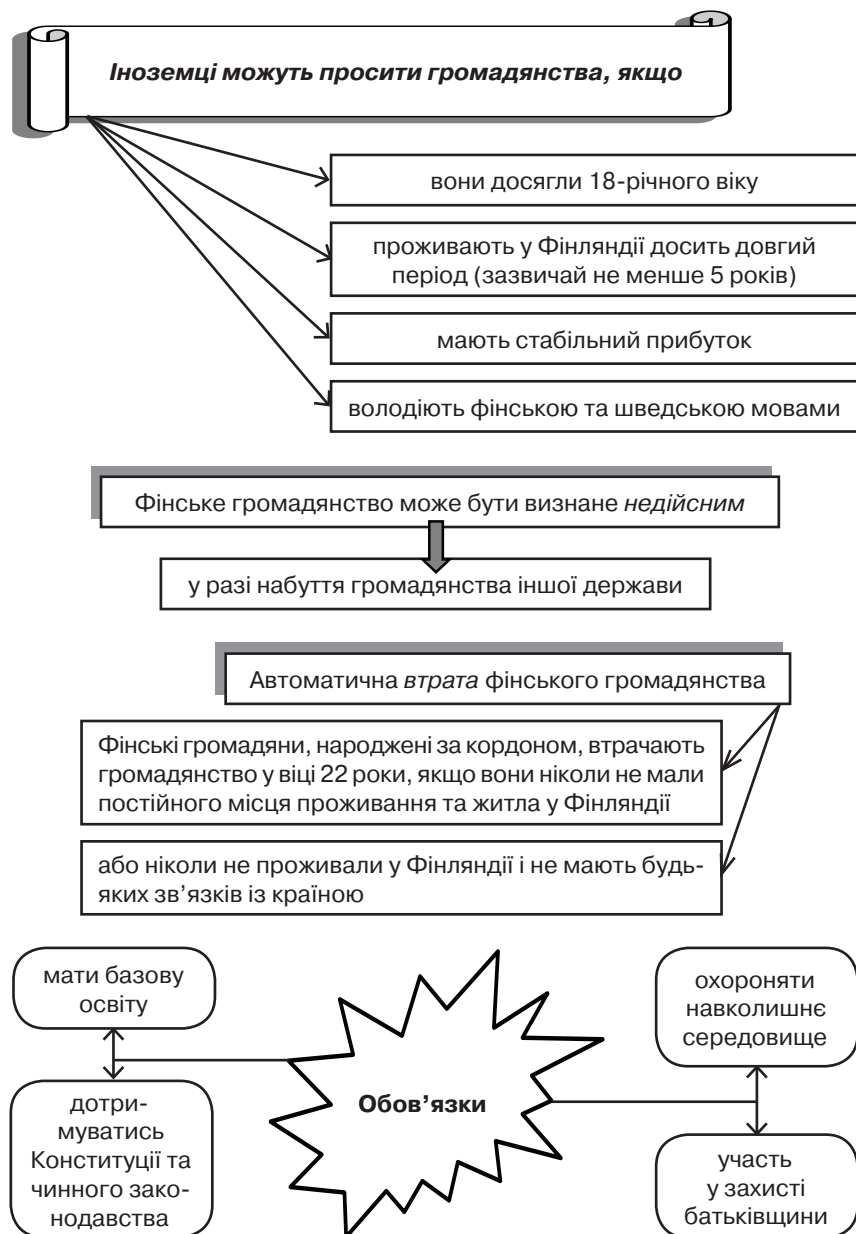 Іноземці можуть просити громадянства, якщо
вони досягли 18-річного віку
проживають у Фінляндії досить довгий
період (зазвичай не менше 5 років)
мають стабільний прибуток
володіють фінською та шведською мовами
Фінське громадянство може бути визнане недійсним
у разі набуття громадянства іншої держави
Автоматична втрата фінського громадянства
Фінські громадяни, народжені за кордоном, втрачають
громадянство у віці 22 роки, якщо вони ніколи не мали
постійного місця проживання та житла у Фінляндії
або ніколи не проживали у Фінляндії і не мають будь-
яких зв’язків із країною
мати базову
освіту
дотри-
муватись
Конституції та
чинного зако-
нодавства
Обов’язки
охороняти
навколишнє
середовище
участь
у захисті
батьківщини